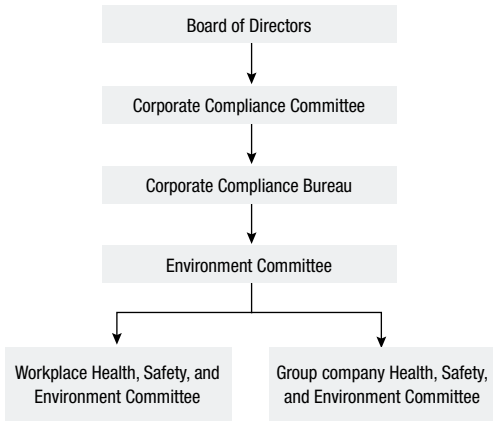 Board of Directors
Corporate Compliance Committee
Corporate Compliance Bureau
Environment Committee
Workplace Health, Safety, and
Environment Committee
Group company Health, Safety,
and Environment Committee